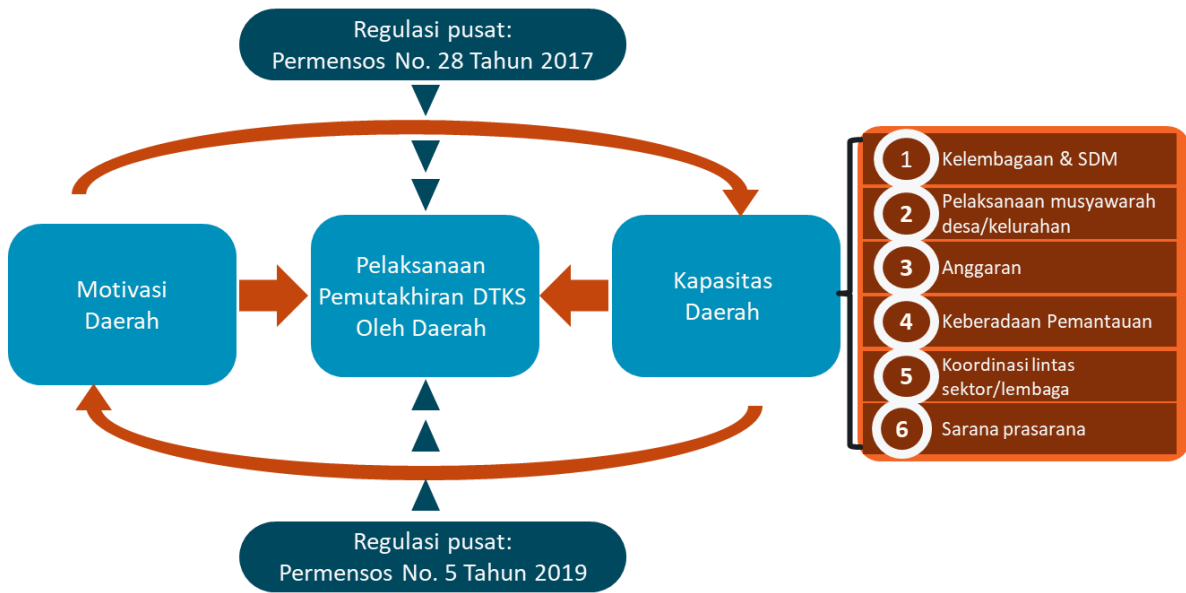 Regulasi pusat:
Permensos No. 28 Tahun 2017
Motivasi
Daerah
Pelaksanaan
Pemutakhiran DTKS
Oleh Daerah
Kapasitas
Daerah
1 Kelembagaan & SDM
2 Pelaksanaan musyawarah
desa/kelurahan
3 Anggaran
4 Keberadaan Pemantauan
5 Koordinasi lintas
sektor/lembaga
6 Sarana prasarana
Regulasi pusat:
Permensos No. 5 Tahun 2019